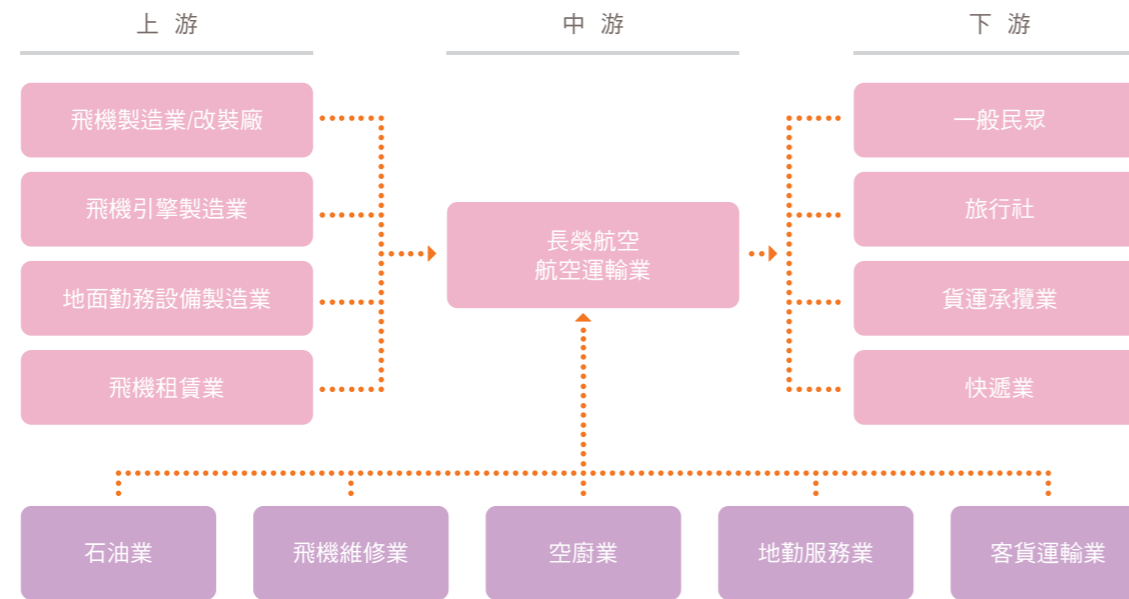 上游
中游
下游
飛機製造業/改裝廠
飛機引擎製造業
地面勤務設備製造業
飛機租賃業
長榮航空
航空運輸業
一般民眾
旅行社
貨運承攬業
快遞業
石油業
飛機維修業
空廚業
地勤服務業
客貨運輸業